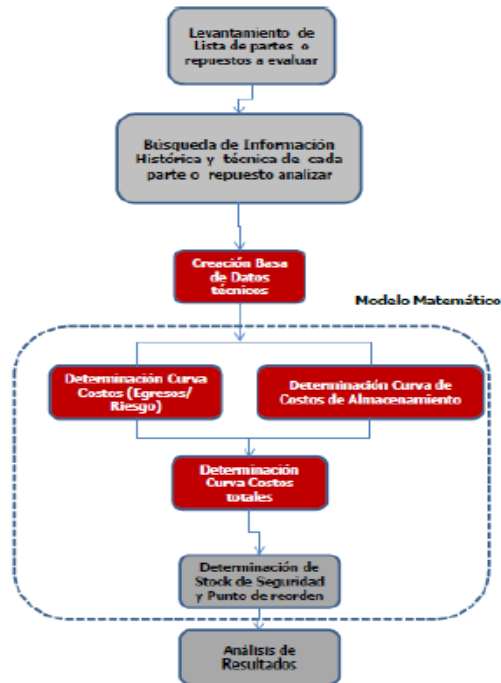 Levantamiento de
Lista de partes o
repuestos a evaluar
Búsqueda de Información
Histórica y técnica de cada
parte o repuesto analizar
Creación Basa
de Datos
técnicos
Modelo Matemático
Determinación Curva
Costos (Egresos/
Riesgo)
Determinación Curva de
Costos de Almacenamiento
Determinación
Curva Costos
totales
Determinación de
Stock de Seguridad
y Punto de reorden
Análisis de
Resultados